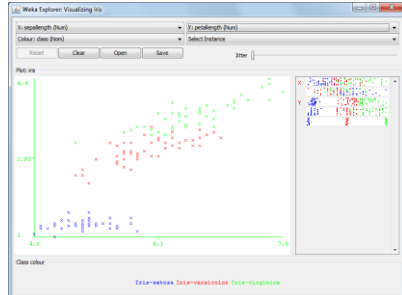 Weka Explorer: Visualizing iris
X: sepallength (Num) Y: petallength (Num)
Colour: class (Nom) Select Instance
Reset Clear Open Save Jitter
Plot: iris
6.9
3.95
1
4.3 6.1 7.9
X
Y
Class colour
Iris-setosa Iris-versicolor Iris-virginica